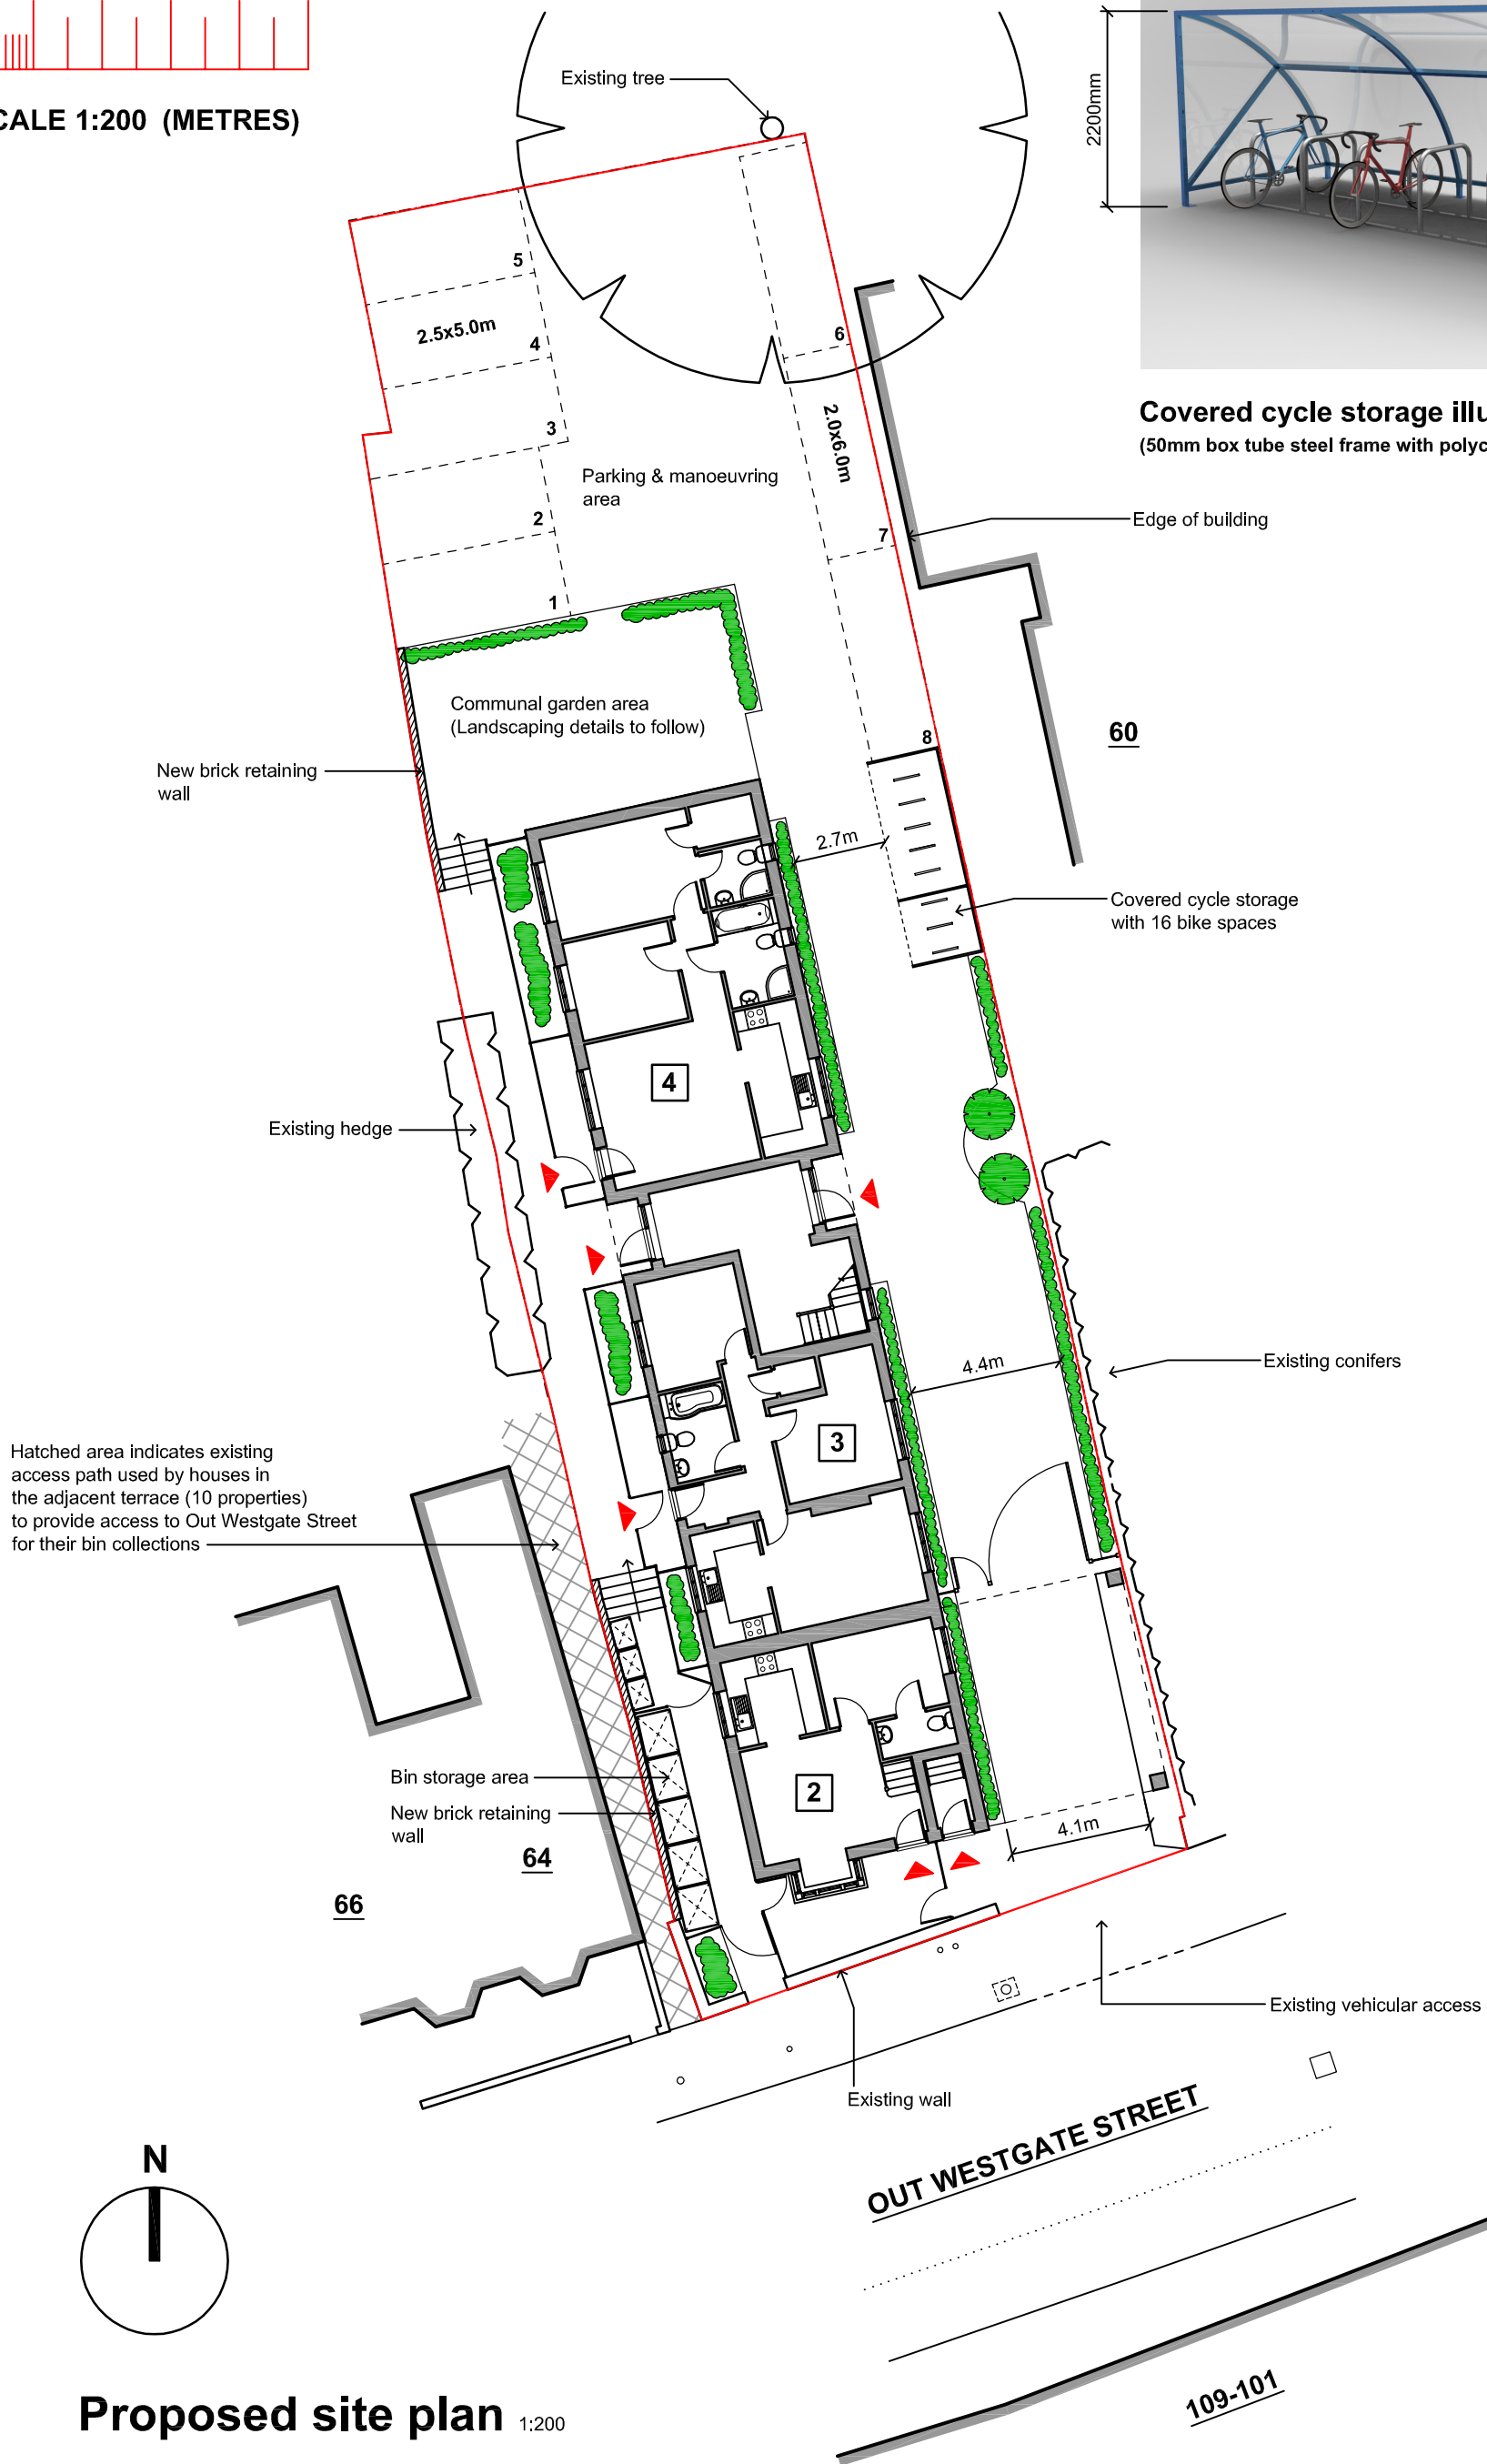 SCALE 1:200 (METRES)
Existing tree
2200mm
5
2.5x5.0m
4
3
2
1
6
2.0x6.0m
7
8
Parking & manoeuvring
area
Covered cycle storage illu
(50mm box tube steel frame with polyc
Edge of building
60
Communal garden area
(Landscaping details to follow)
New brick retaining
wall
2.7m
Covered cycle storage
with 16 bike spaces
4
Existing hedge
4.4m
Existing conifers
3
Hatched area indicates existing
access path used by houses in
the adjacent terrace (10 properties)
to provide access to Out Westgate Street
for their bin collections
Bin storage area
New brick retaining
wall
2
4.1m
64
66
Existing vehicular access
Existing wall
OUT WESTGATE STREET
N
109-101
Proposed site plan 1:200